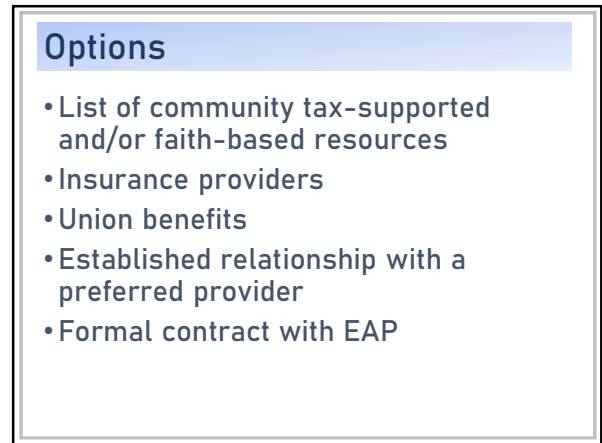 Options
• List of community tax-supported
and/or faith-based resources
• Insurance providers
• Union benefits
• Established relationship with a
preferred provider
• Formal contract with EAP